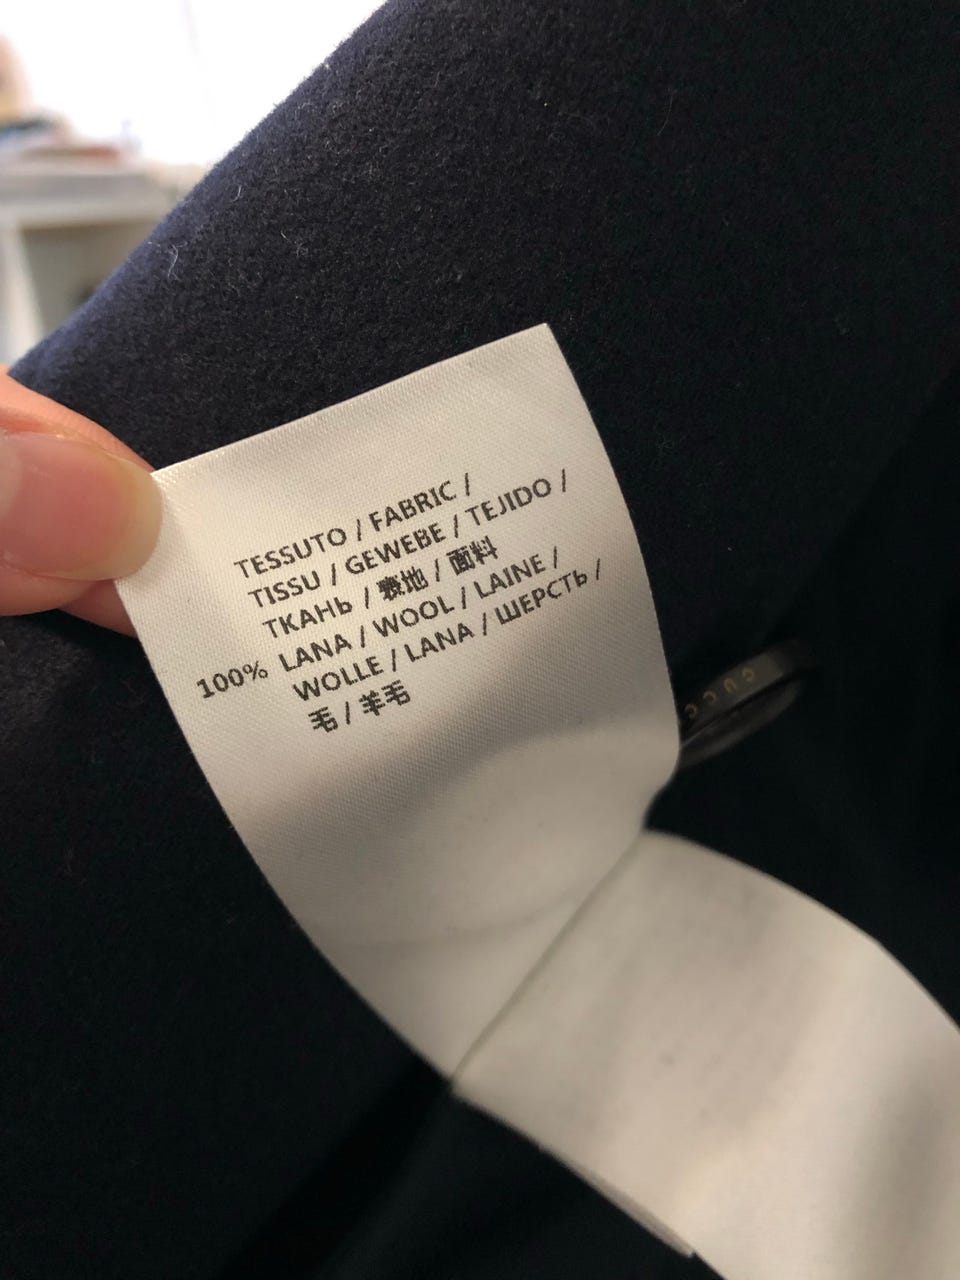 TESSUTO / FABRIC /
TISSU / GEWEBE / TEJIDO /
ТКАНЬ / 表地 / 面料
100% LANA / WOOL / LAINE /
WOLLE / LANA / ШЕРСТЬ /
毛 / 羊毛